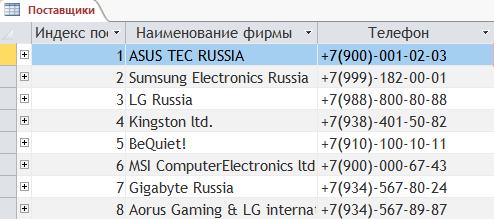 Поставщики
Индекс пос Наименование фирмы Телефон
1 ASUS TEC RUSSIA +7(900)-001-02-03
2 Sumsung Electronics Russia +7(999)-182-00-01
3 LG Russia +7(988)-800-80-88
4 Kingston ltd. +7(938)-401-50-82
5 BeQuiet! +7(910)-100-10-11
6 MSI ComputerElectronics ltd +7(900)-000-67-43
7 Gigabyte Russia +7(934)-567-80-24
8 Aorus Gaming & LG interna +7(934)-567-89-87